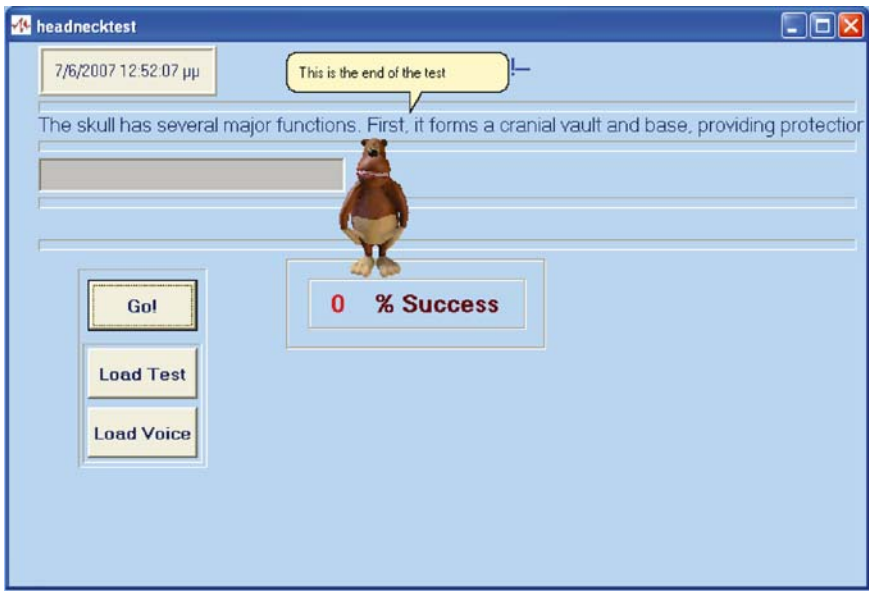 headnecktest
7/6/2007 12:52:07 μμ
This is the end of the test
The skull has several major functions. First, it forms a cranial vault and base, providing protection
Go!
0 % Success
Load Test
Load Voice